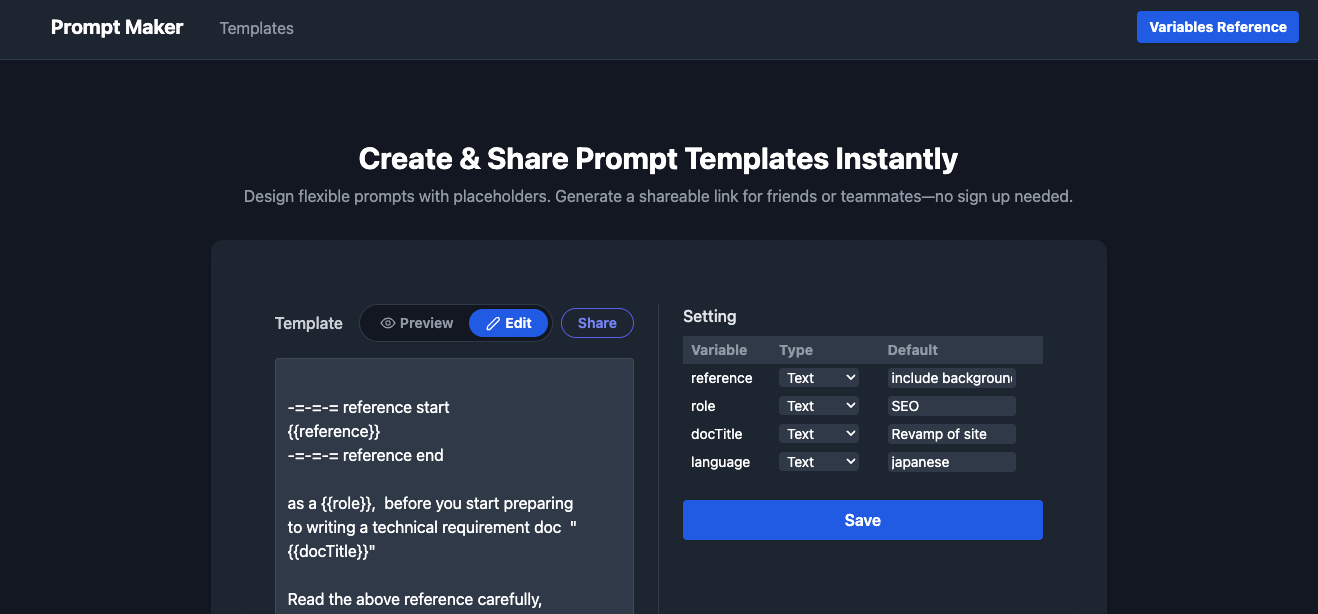 Prompt Maker
Templates
Variables Reference
Create & Share Prompt Templates Instantly
Design flexible prompts with placeholders. Generate a shareable link for friends or teammates—no sign up needed.
Template
Preview
Edit
Share
-=-=-= reference start
{{reference}}
-=-=-= reference end
as a {{role}},  before you start preparing
to writing a technical requirement doc  "
{{docTitle}}"
Read the above reference carefully,
Setting
Variable Type Default
reference Text include background
role Text SEO
docTitle Text Revamp of site
language Text japanese
Save